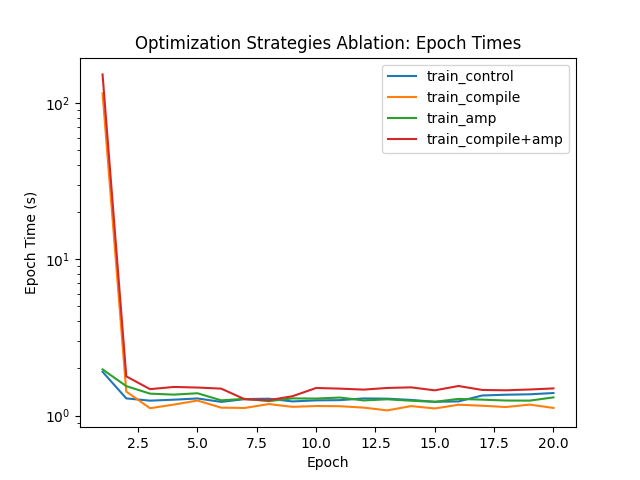 Optimization Strategies Ablation: Epoch Times
train_control
train_compile
train_amp
train_compile+amp
Epoch Time (s)
10²
10¹
10⁰
2.5 5.0 7.5 10.0 12.5 15.0 17.5 20.0
Epoch